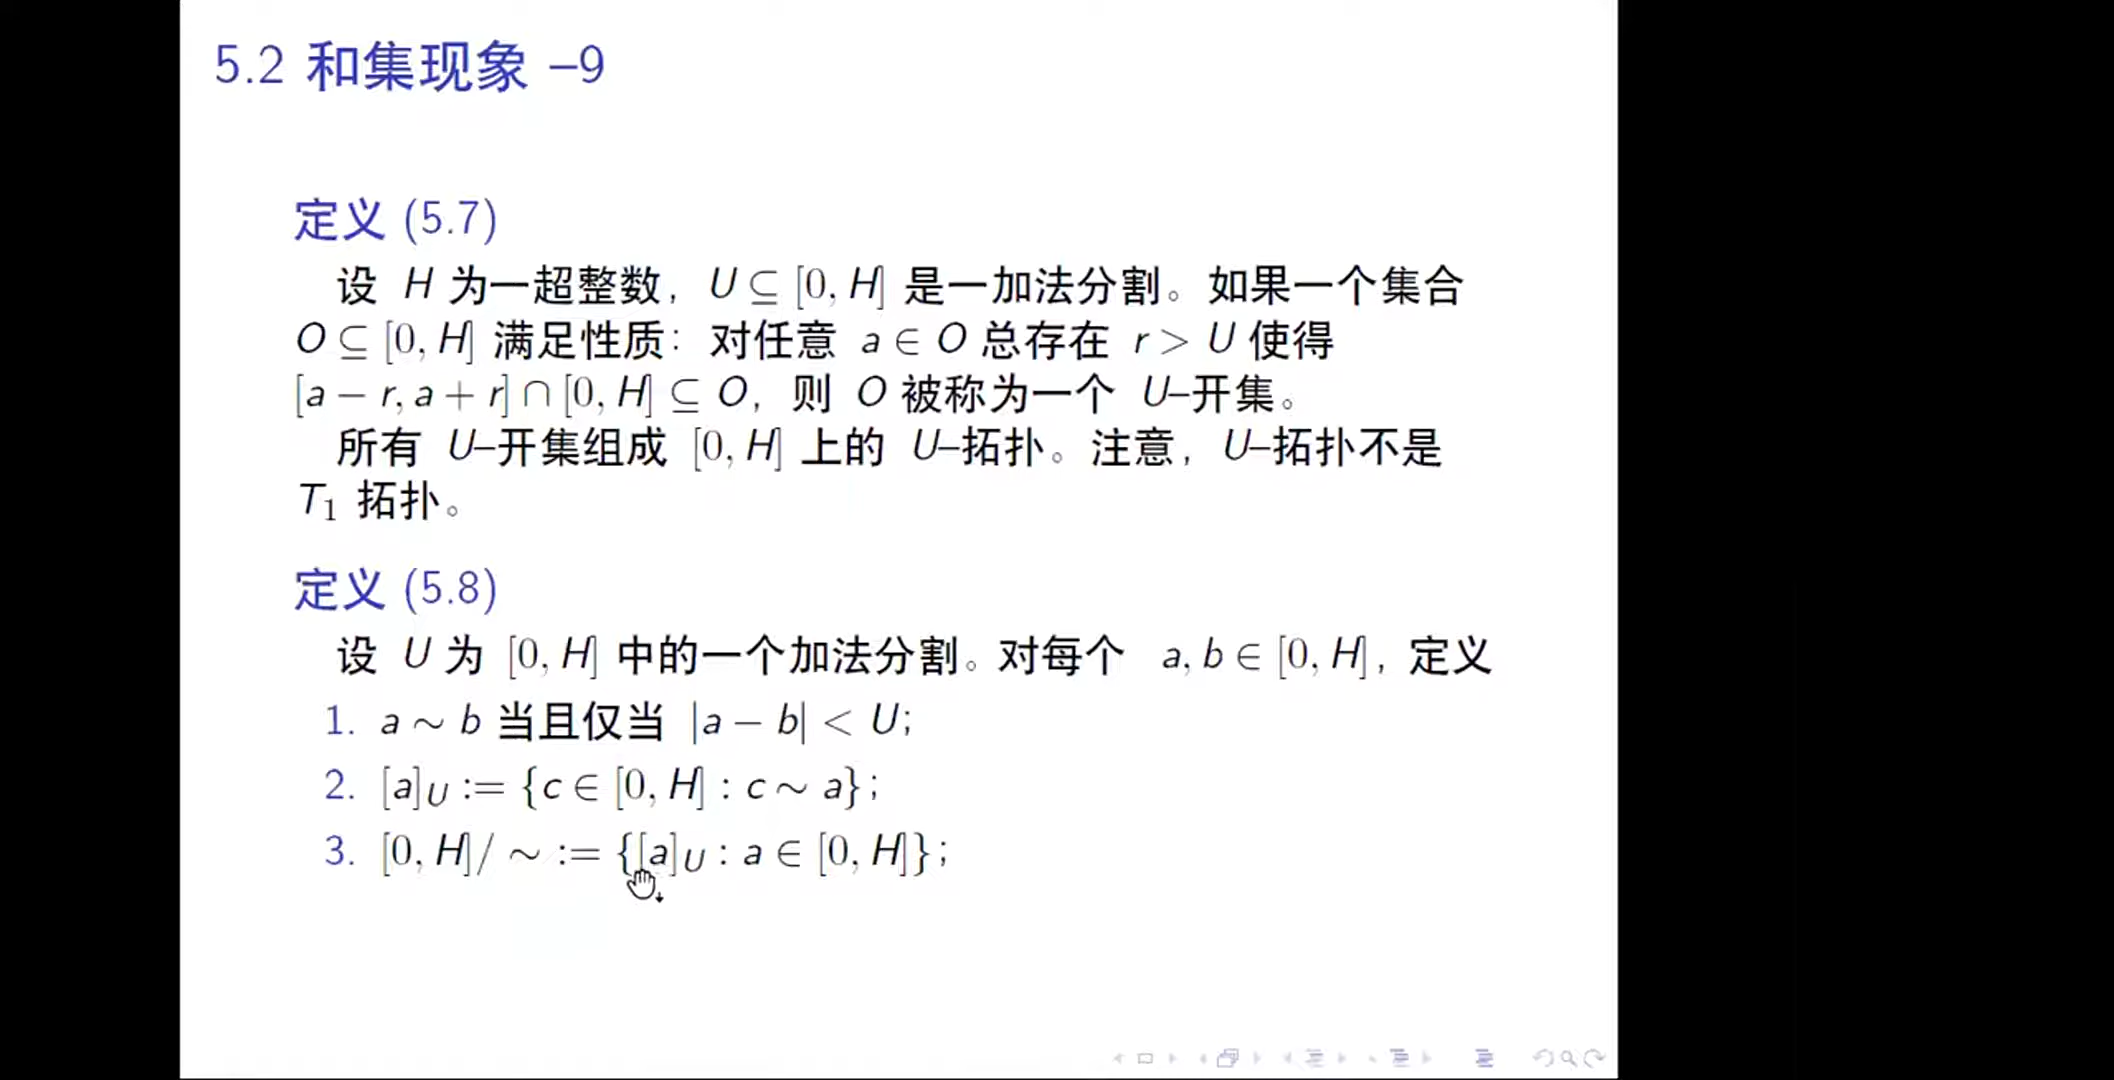 5.2 和集现象 –9
定义 (5.7)
设 H 为一超整数, U ⊆ [0, H] 是一加法分割。如果一个集合
O ⊆ [0, H] 满足性质: 对任意 a ∈ O 总存在 r > U 使得
[a − r, a + r] ∩ [0, H] ⊆ O, 则 O 被称为一个 U–开集。
所有 U–开集组成 [0, H] 上的 U–拓扑。注意, U–拓扑不是
T₁ 拓扑。
定义 (5.8)
设 U 为 [0, H] 中的一个加法分割。对每个 a, b ∈ [0, H], 定义
1. a ∼ b 当且仅当 |a − b| < U;
2. [a]_U := {c ∈ [0, H] : c ∼ a};
3. [0, H]/ ∼ := {[a]_U : a ∈ [0, H]};